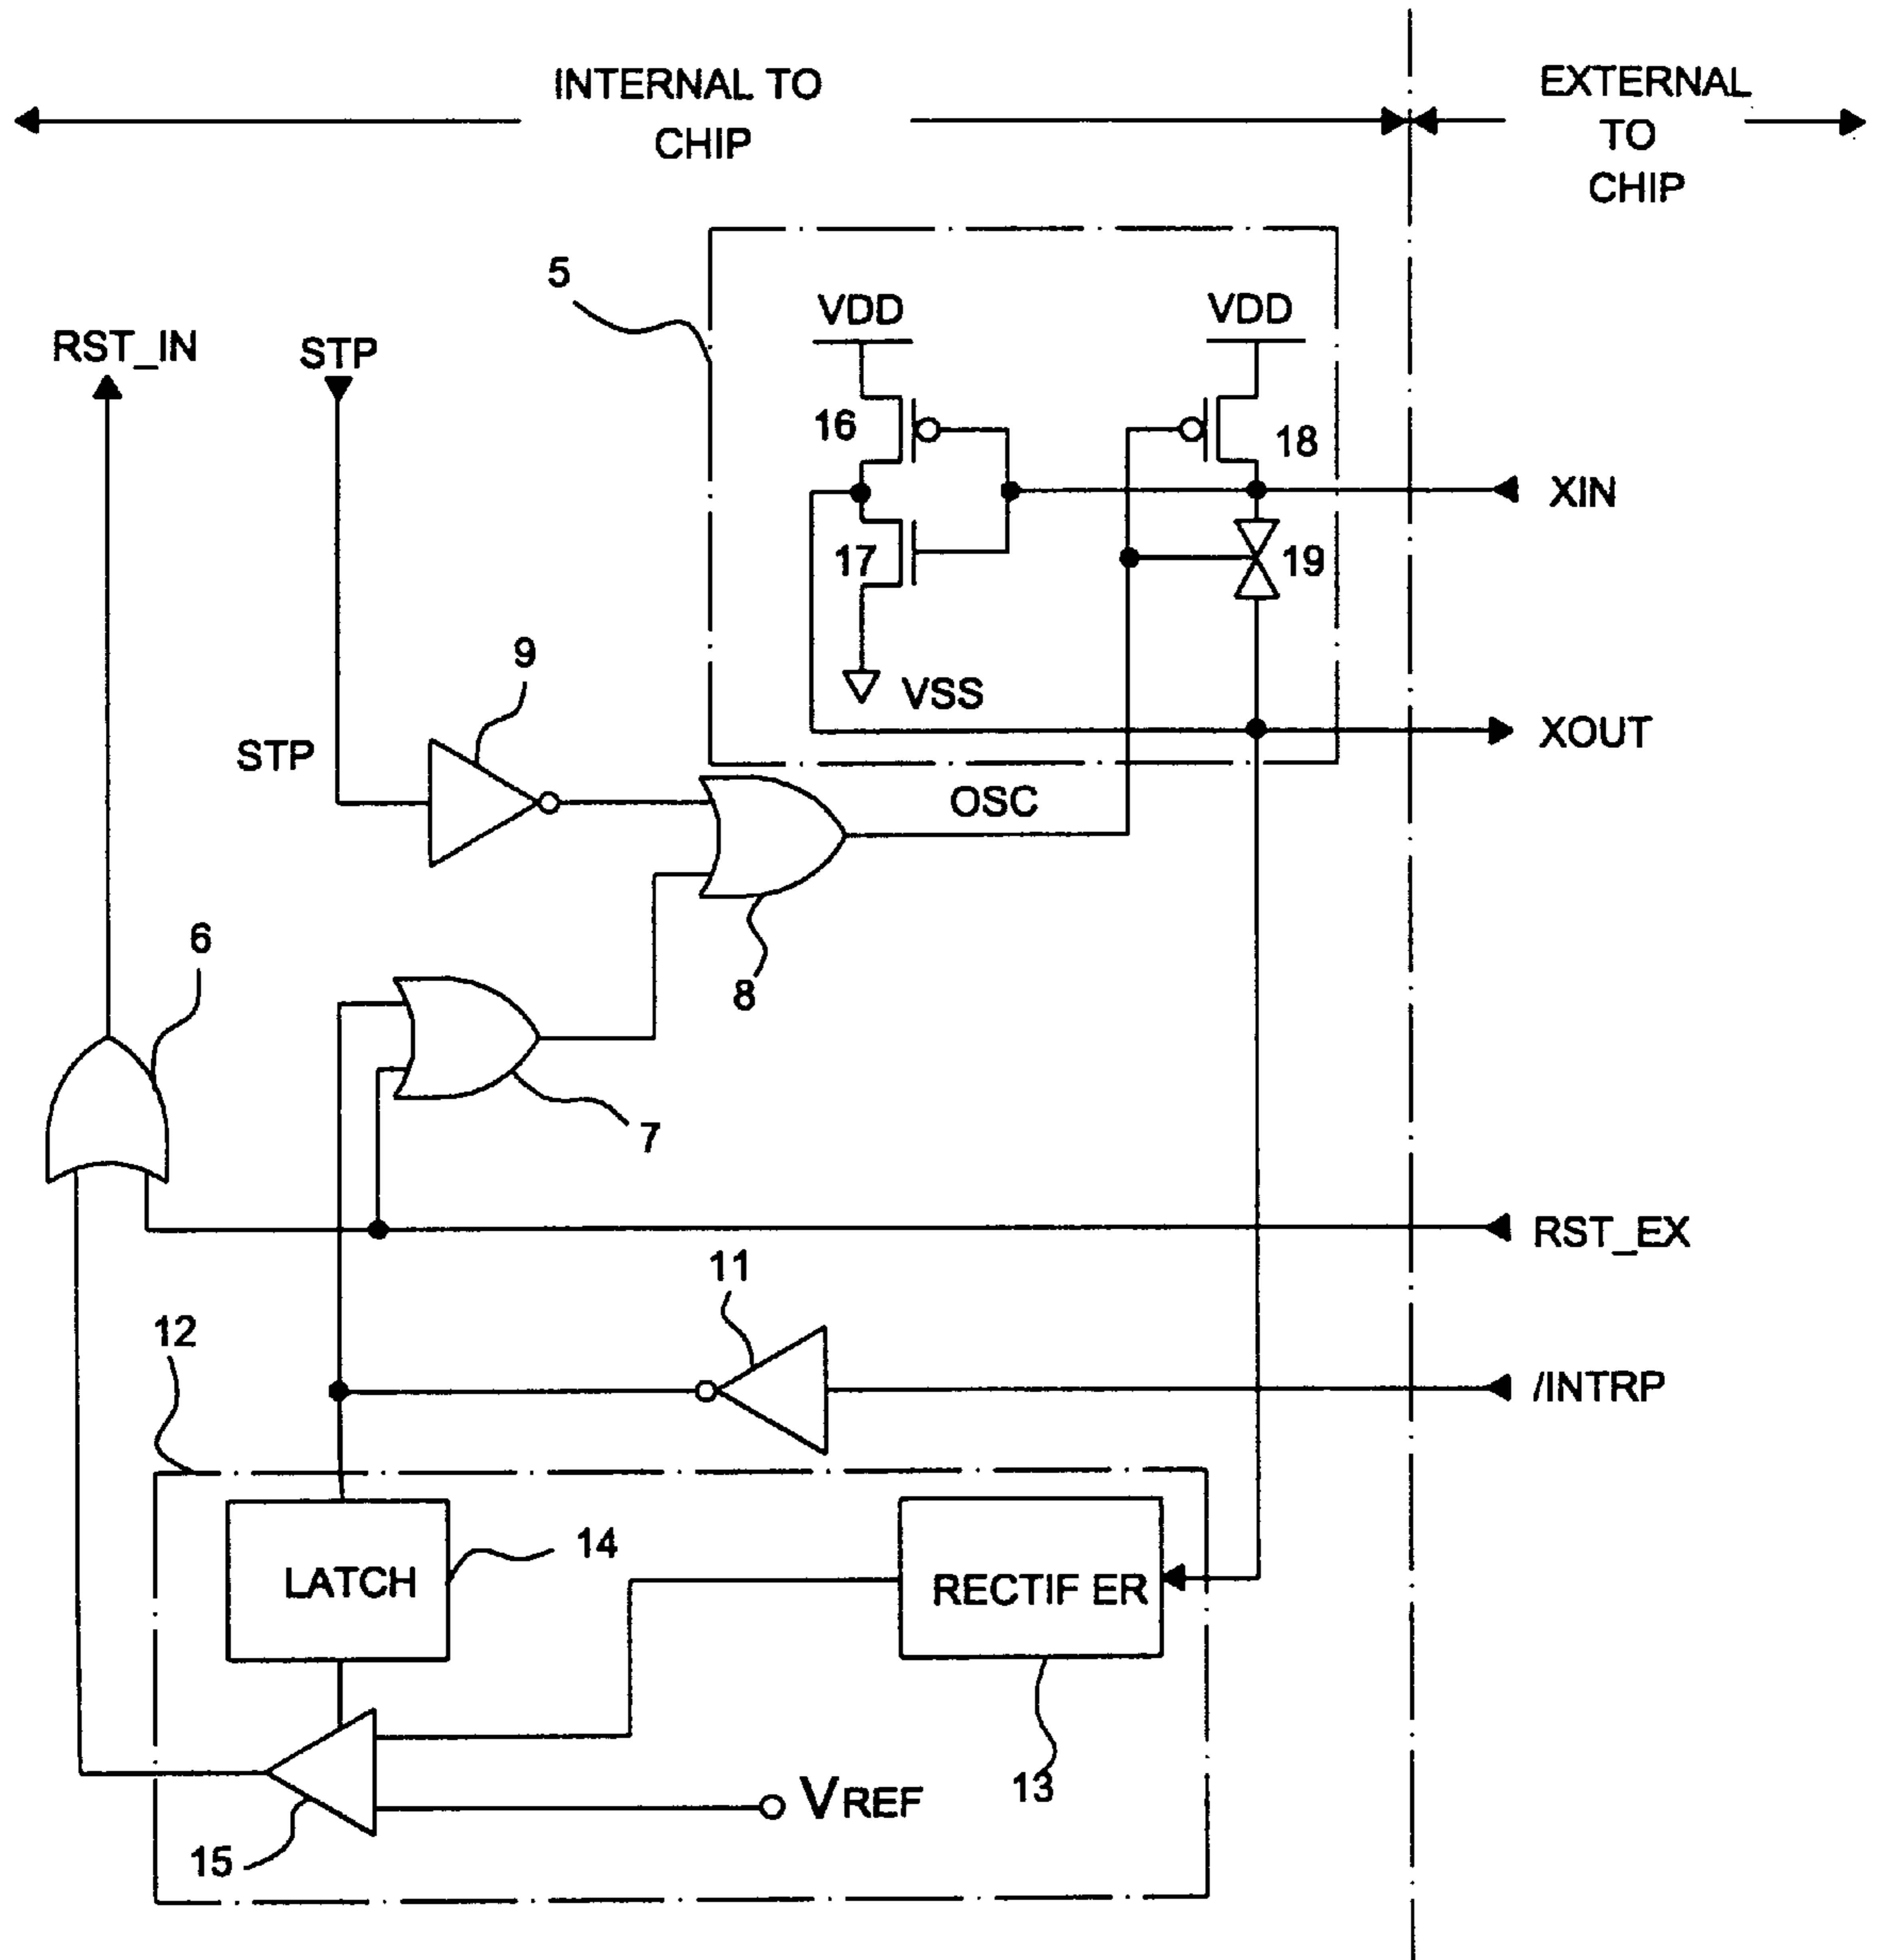 INTERNAL TO
CHIP
EXTERNAL
TO
CHIP
5
VDD
VDD
RST_IN
STP
16
18
XIN
17
19
9
VSS
STP
XOUT
OSC
6
8
7
RST_EX
11
12
/INTRP
14
LATCH
RECTIF ER
13
VREF
15